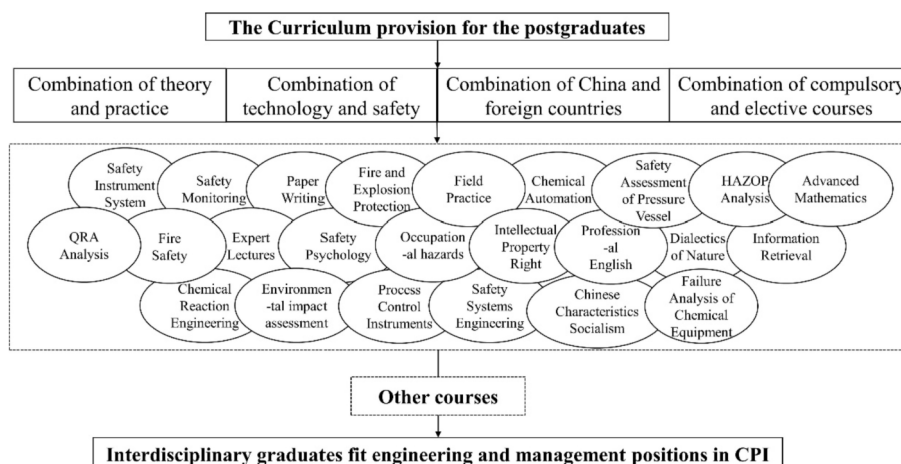 The Curriculum provision for the postgraduates
Combination of theory
and practice
Combination of
technology and safety
Combination of China and
foreign countries
Combination of compulsory
and elective courses
Safety
Instrument
System
Safety
Monitoring
Paper
Writing
Fire and
Explosion
Protection
Field
Practice
Chemical
Automation
Safety
Assessment
of Pressure
Vessel
HAZOP
Analysis
Advanced
Mathematics
QRA
Analysis
Fire
Safety
Expert
Lectures
Safety
Psychology
Occupation
-al hazards
Intellectual
Property
Right
Profession
-al
English
Dialectics
of Nature
Information
Retrieval
Chemical
Reaction
Engineering
Environmen
-tal impact
assessment
Process
Control
Instruments
Safety
Systems
Engineering
Chinese
Characteristics
Socialism
Failure
Analysis of
Chemical
Equipment
Other courses
Interdisciplinary graduates fit engineering and management positions in CPI